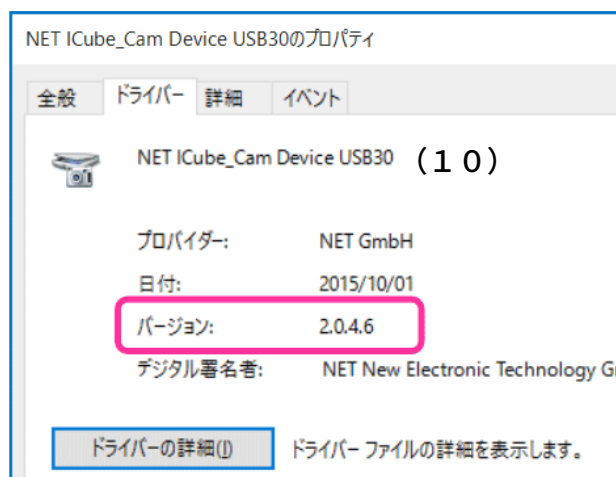 NET ICube_Cam Device USB30のプロパティ
全般 ドライバー 詳細 イベント
NET ICube_Cam Device USB30 （１０）
プロバイダー: NET GmbH
日付: 2015/10/01
バージョン: 2.0.4.6
デジタル署名者: NET New Electronic Technology
ドライバーの詳細(I) ドライバー ファイルの詳細を表示します。